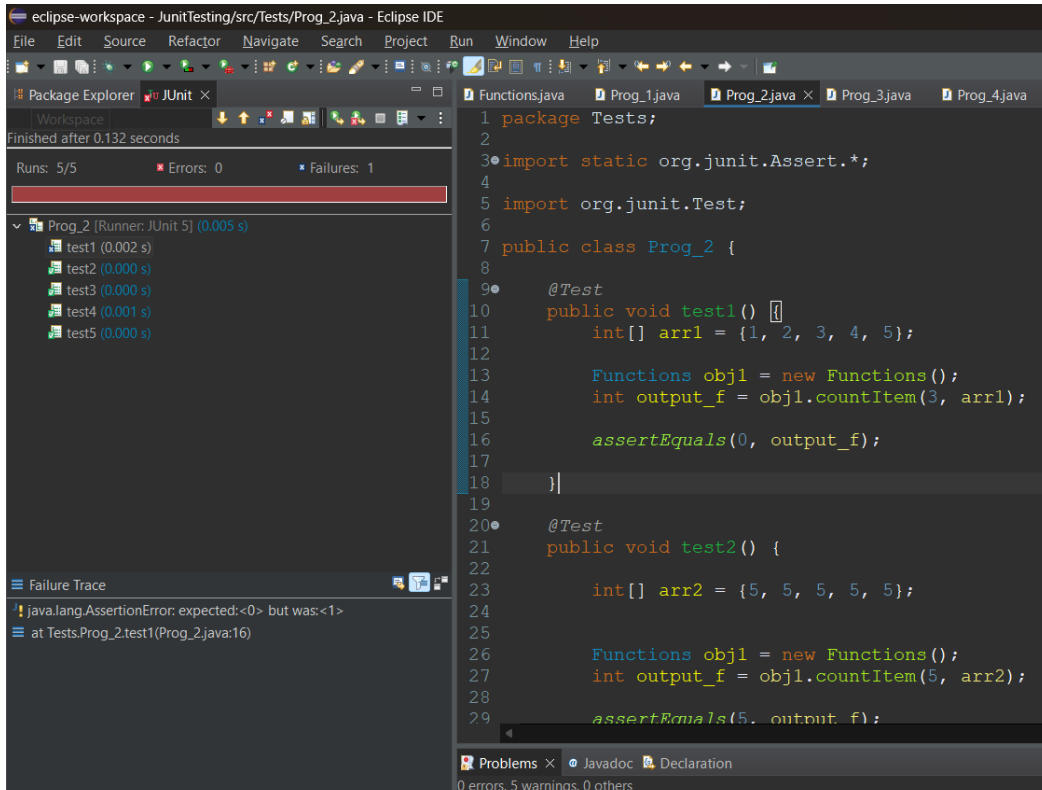 eclipse-workspace - JunitTesting/src/Tests/Prog_2.java - Eclipse IDE
File Edit Source Refactor Navigate Search Project Run Window Help
Package Explorer JUnit
Workspace
Finished after 0.132 seconds
Runs: 5/5 Errors: 0 Failures: 1
Prog_2 [Runner: JUnit 5] (0.005 s)
test1 (0.002 s)
test2 (0.000 s)
test3 (0.000 s)
test4 (0.001 s)
test5 (0.000 s)
Failure Trace
java.lang.AssertionError: expected:<0> but was:<1>
at Tests.Prog_2.test1(Prog_2.java:16)
Functions.java Prog_1.java Prog_2.java Prog_3.java Prog_4.java
1 package Tests;
2
3 import static org.junit.Assert.*;
4
5 import org.junit.Test;
6
7 public class Prog_2 {
8
9 @Test
10 public void test1() {
11 int[] arr1 = {1, 2, 3, 4, 5};
12
13 Functions obj1 = new Functions();
14 int output_f = obj1.countItem(3, arr1);
15
16 assertEquals(0, output_f);
17
18 }
19
20 @Test
21 public void test2() {
22
23 int[] arr2 = {5, 5, 5, 5, 5};
24
25
26 Functions obj1 = new Functions();
27 int output_f = obj1.countItem(5, arr2);
28
29 assertEquals(5, output_f);
Problems Javadoc Declaration
0 errors, 5 warnings, 0 others